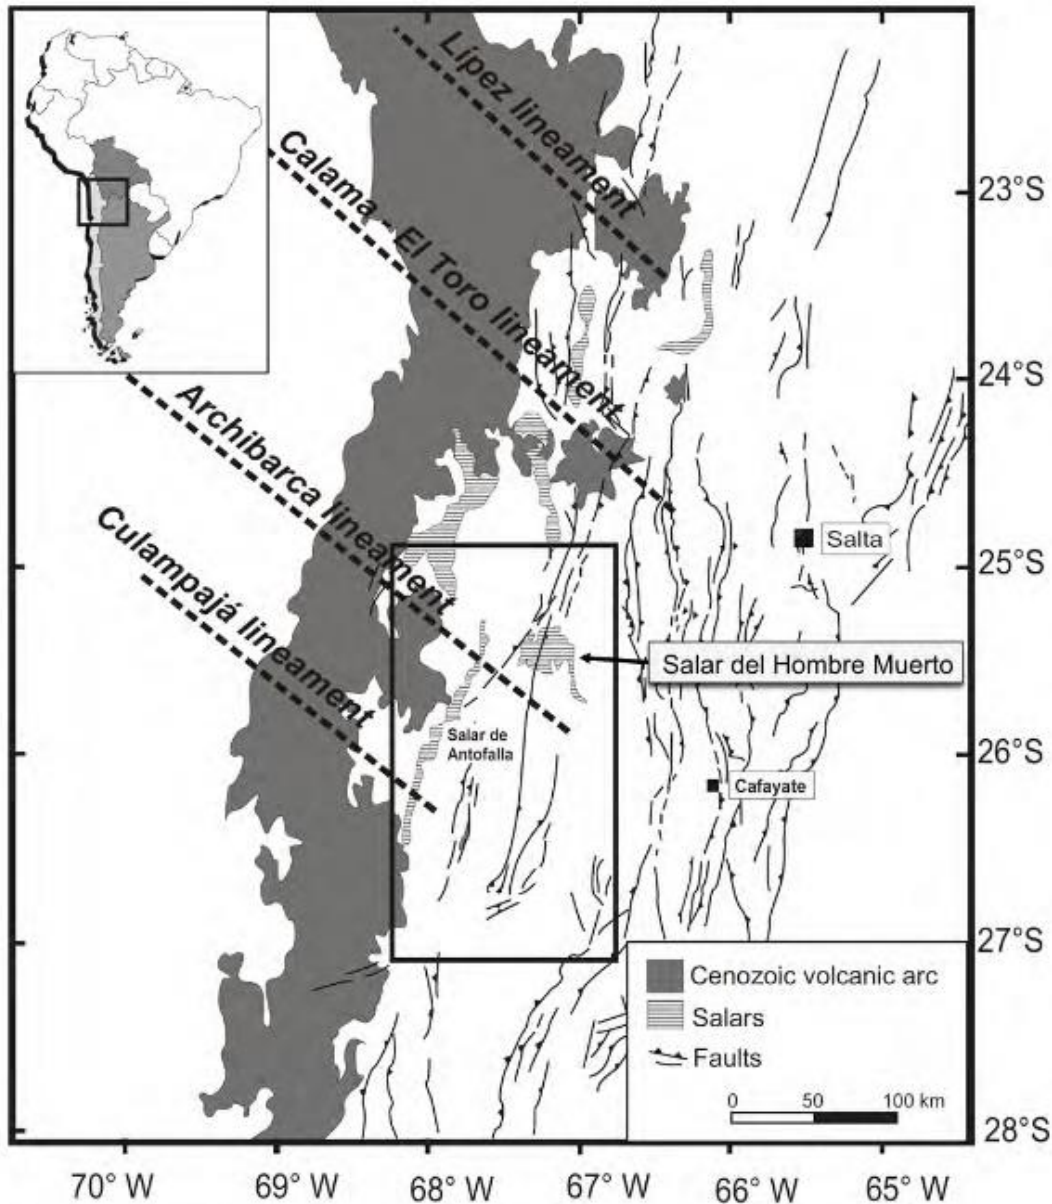 Lípez lineament
Calama - El Toro lineament
Archibarca lineament
Culampajá lineament
23°S
24°S
25°S
26°S
27°S
28°S
Salta
Salar del Hombre Muerto
Salar de
Antofalla
Cafayate
Cenozoic volcanic arc
Salars
Faults
0 50 100 km
70° W 69° W 68° W 67° W 66° W 65° W